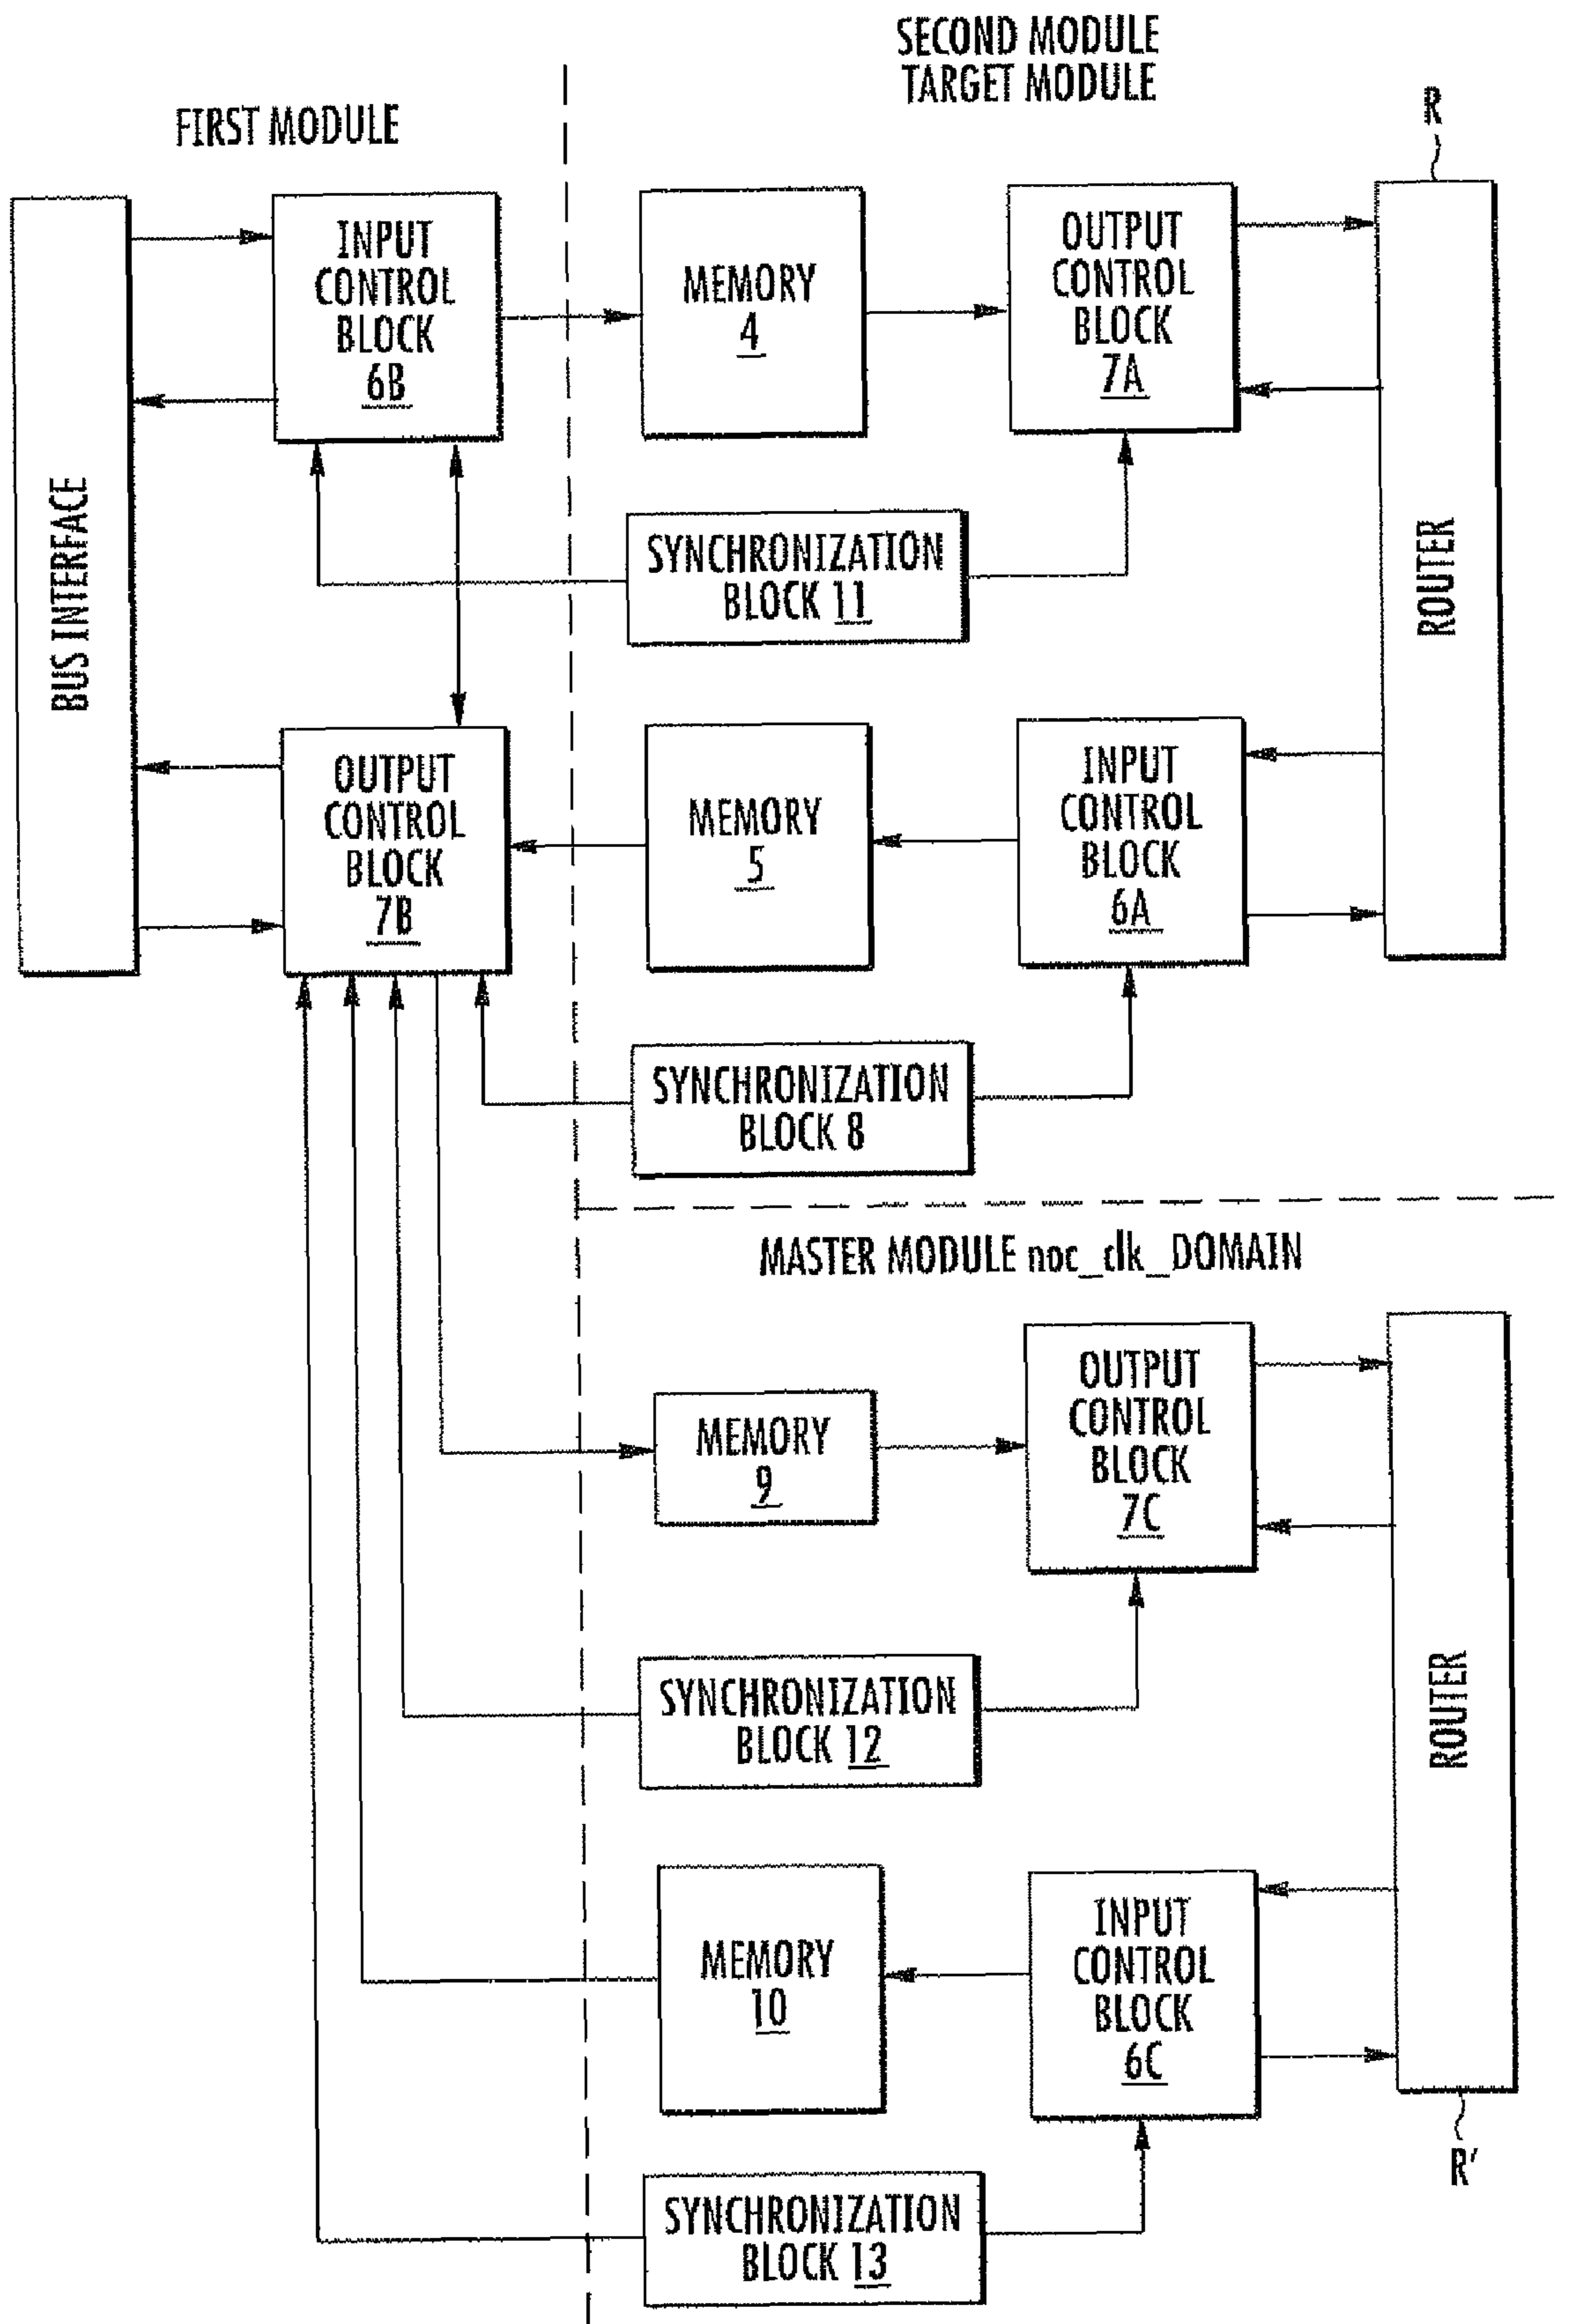 SECOND MODULE
TARGET MODULE
FIRST MODULE
R
BUS INTERFACE
INPUT
CONTROL
BLOCK
6B
MEMORY
4
OUTPUT
CONTROL
BLOCK
7A
ROUTER
SYNCHRONIZATION
BLOCK 11
OUTPUT
CONTROL
BLOCK
7B
MEMORY
5
INPUT
CONTROL
BLOCK
6A
SYNCHRONIZATION
BLOCK 8
MASTER MODULE noc_clk_DOMAIN
MEMORY
9
OUTPUT
CONTROL
BLOCK
7C
ROUTER
SYNCHRONIZATION
BLOCK 12
MEMORY
10
INPUT
CONTROL
BLOCK
6C
R'
SYNCHRONIZATION
BLOCK 13